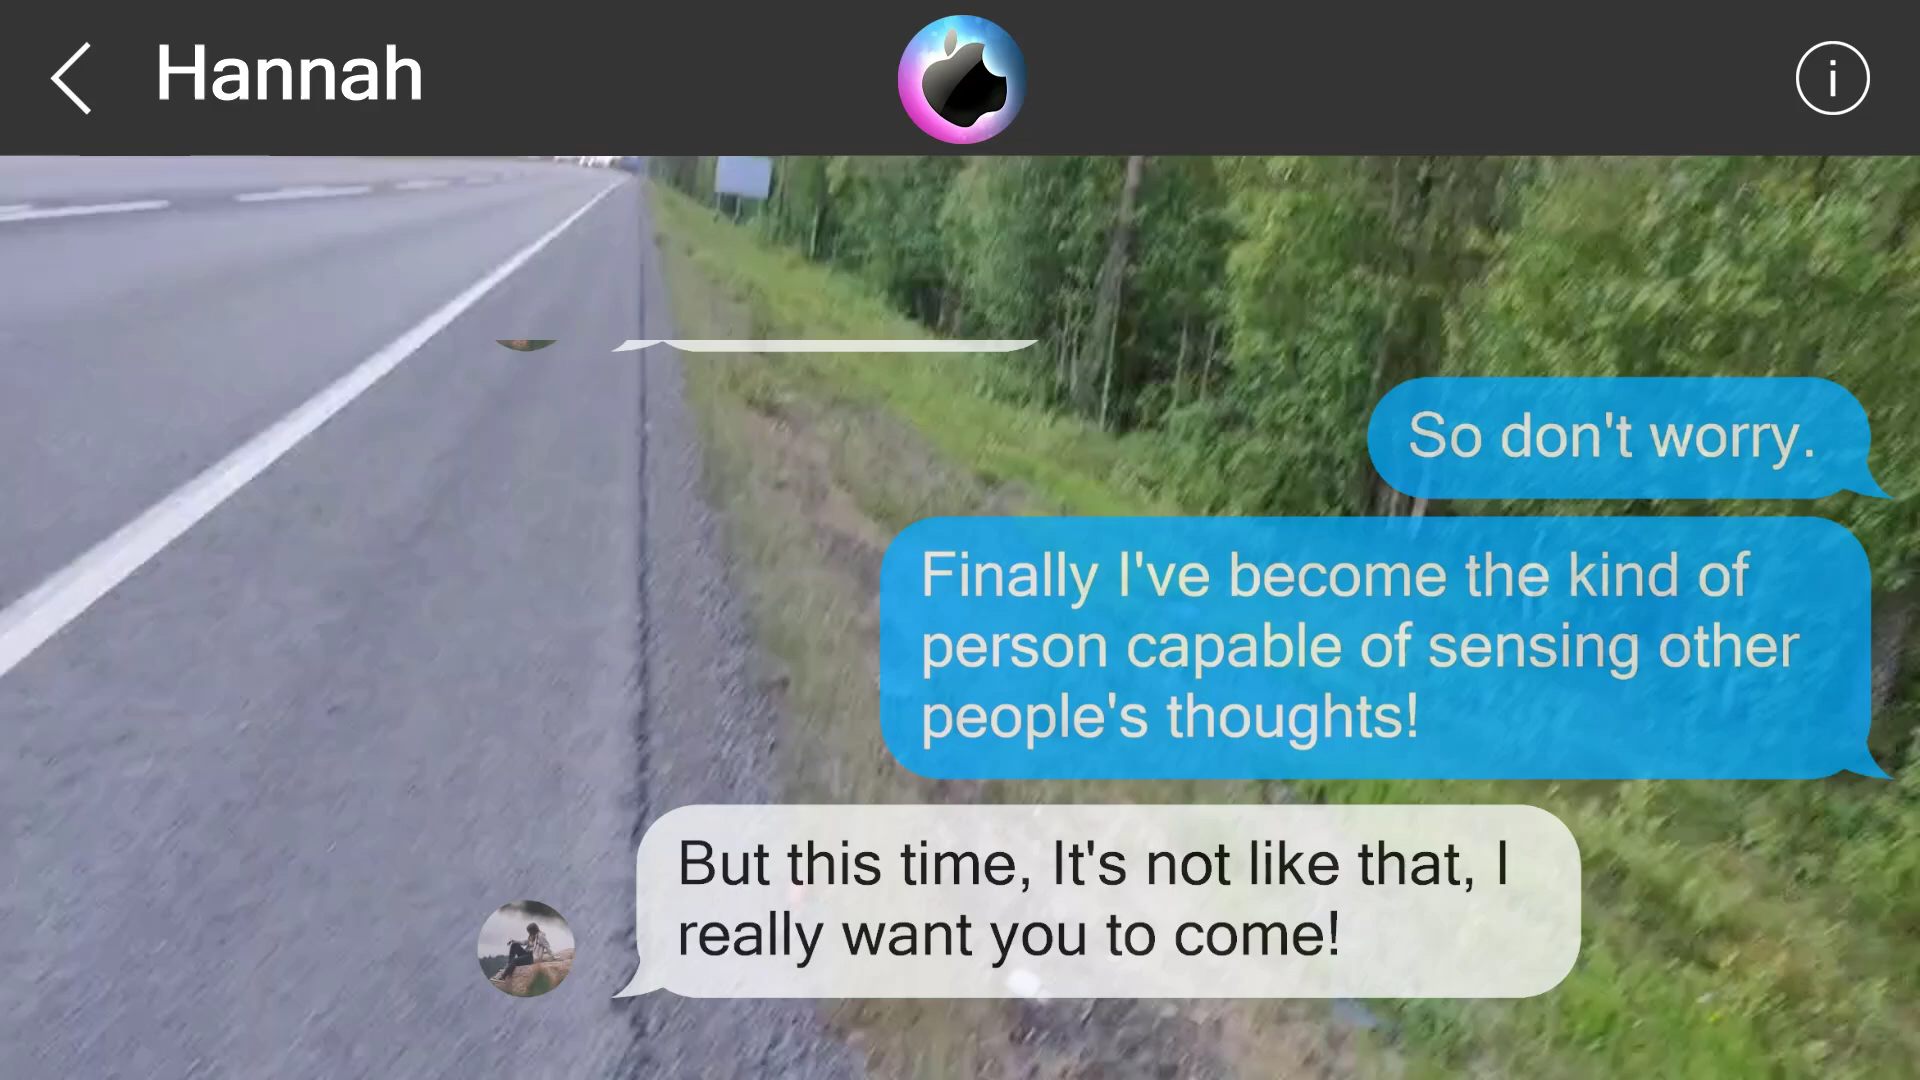 Hannah
So don't worry.
Finally I've become the kind of
person capable of sensing other
people's thoughts!
But this time, It's not like that, I
really want you to come!